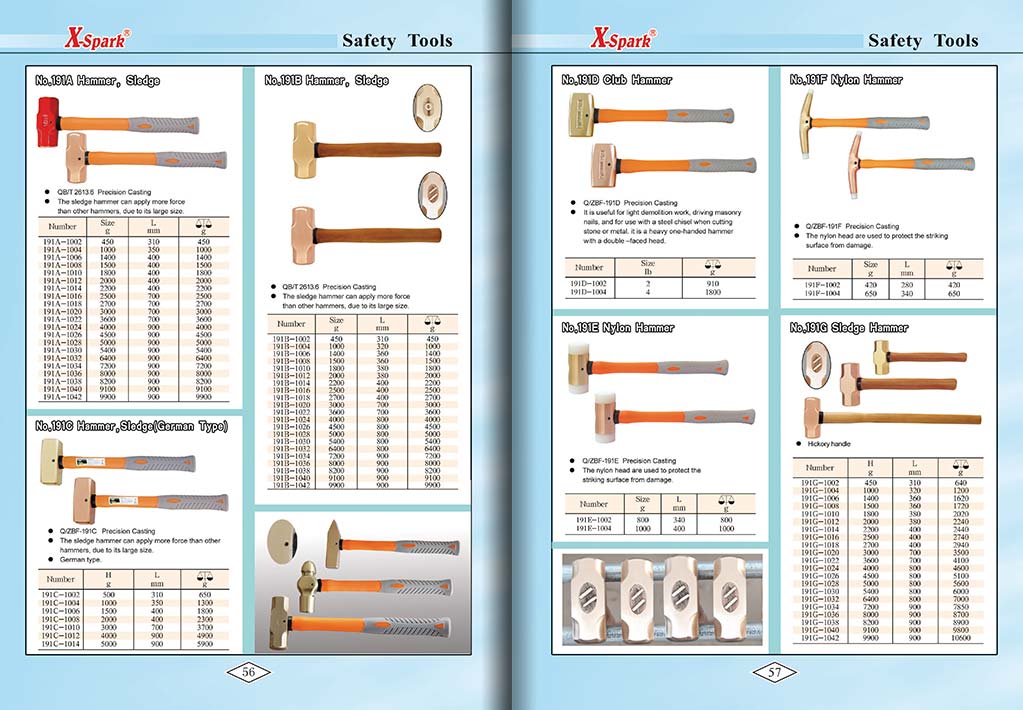 X-Spark®
Safety Tools
No.191A Hammer, Sledge
QB/T 2613.6 Precision Casting
The sledge hammer can apply more force
than other hammers, due to its large size.
Number Size g L mm g
191A-1002 450 310 450
191A-1004 1000 350 1000
191A-1006 1400 400 1400
191A-1008 1500 400 1500
191A-1010 1800 400 1800
191A-1012 2000 400 2000
191A-1014 2200 400 2200
191A-1016 2500 700 2500
191A-1018 2700 700 2700
191A-1020 3000 700 3000
191A-1022 3600 700 3600
191A-1024 4000 900 4000
191A-1026 4500 900 4500
191A-1028 5000 900 5000
191A-1030 5400 900 5400
191A-1032 6400 900 6400
191A-1034 7200 900 7200
191A-1036 8000 900 8000
191A-1038 8200 900 8200
191A-1040 9100 900 9100
191A-1042 9900 900 9900
No.191C Hammer,Sledge(German Type)
Q/ZBF-191C Precision Casting
The sledge hammer can apply more force than other
hammers, due to its large size.
German type.
Number H g L mm g
191C-1002 500 310 650
191C-1004 1000 350 1300
191C-1006 1500 400 1800
191C-1008 2000 400 2300
191C-1010 3000 700 3700
191C-1012 4000 900 4900
191C-1014 5000 900 5900
No.191B Hammer, Sledge
QB/T 2613.6 Precision Casting
The sledge hammer can apply more force
than other hammers, due to its large size.
Number Size g L mm g
191B-1002 450 310 450
191B-1004 1000 320 1000
191B-1006 1400 360 1400
191B-1008 1500 360 1500
191B-1010 1800 380 1800
191B-1012 2000 380 2000
191B-1014 2200 400 2200
191B-1016 2500 400 2500
191B-1018 2700 400 2700
191B-1020 3000 700 3000
191B-1022 3600 700 3600
191B-1024 4000 800 4000
191B-1026 4500 800 4500
191B-1028 5000 800 5000
191B-1030 5400 800 5400
191B-1032 6400 800 6400
191B-1034 7200 900 7200
191B-1036 8000 900 8000
191B-1038 8200 900 8200
191B-1040 9100 900 9100
191B-1042 9900 900 9900
56
X-Spark®
Safety Tools
No.191D Club Hammer
Q/ZBF-191D Precision Casting
It is useful for light demolition work, driving masonry
nails, and for use with a steel chisel when cutting
stone or metal. it is a heavy one-handed hammer
with a double –faced head.
Number Size lb g
191D-1002 2 910
191D-1004 4 1800
No.191E Nylon Hammer
Q/ZBF-191E Precision Casting
The nylon head are used to protect the
striking surface from damage.
Number Size g L mm g
191E-1002 800 340 800
191E-1004 1000 400 1000
No.191F Nylon Hammer
Q/ZBF-191F Precision Casting
The nylon head are used to protect the striking
surface from damage.
Number Size g L mm g
191F-1002 420 280 420
191F-1004 650 340 650
No.191G Sledge Hammer
Hickory handle
Number H g L mm g
191G-1002 450 310 640
191G-1004 1000 320 1200
191G-1006 1400 360 1620
191G-1008 1500 360 1720
191G-1010 1800 380 2020
191G-1012 2000 380 2240
191G-1014 2200 400 2440
191G-1016 2500 400 2740
191G-1018 2700 400 2940
191G-1020 3000 700 3500
191G-1022 3600 700 4100
191G-1024 4000 800 4600
191G-1026 4500 800 5100
191G-1028 5000 800 5600
191G-1030 5400 800 6000
191G-1032 6400 800 7000
191G-1034 7200 900 7850
191G-1036 8000 900 8700
191G-1038 8200 900 8900
191G-1040 9100 900 9800
191G-1042 9900 900 10600
57